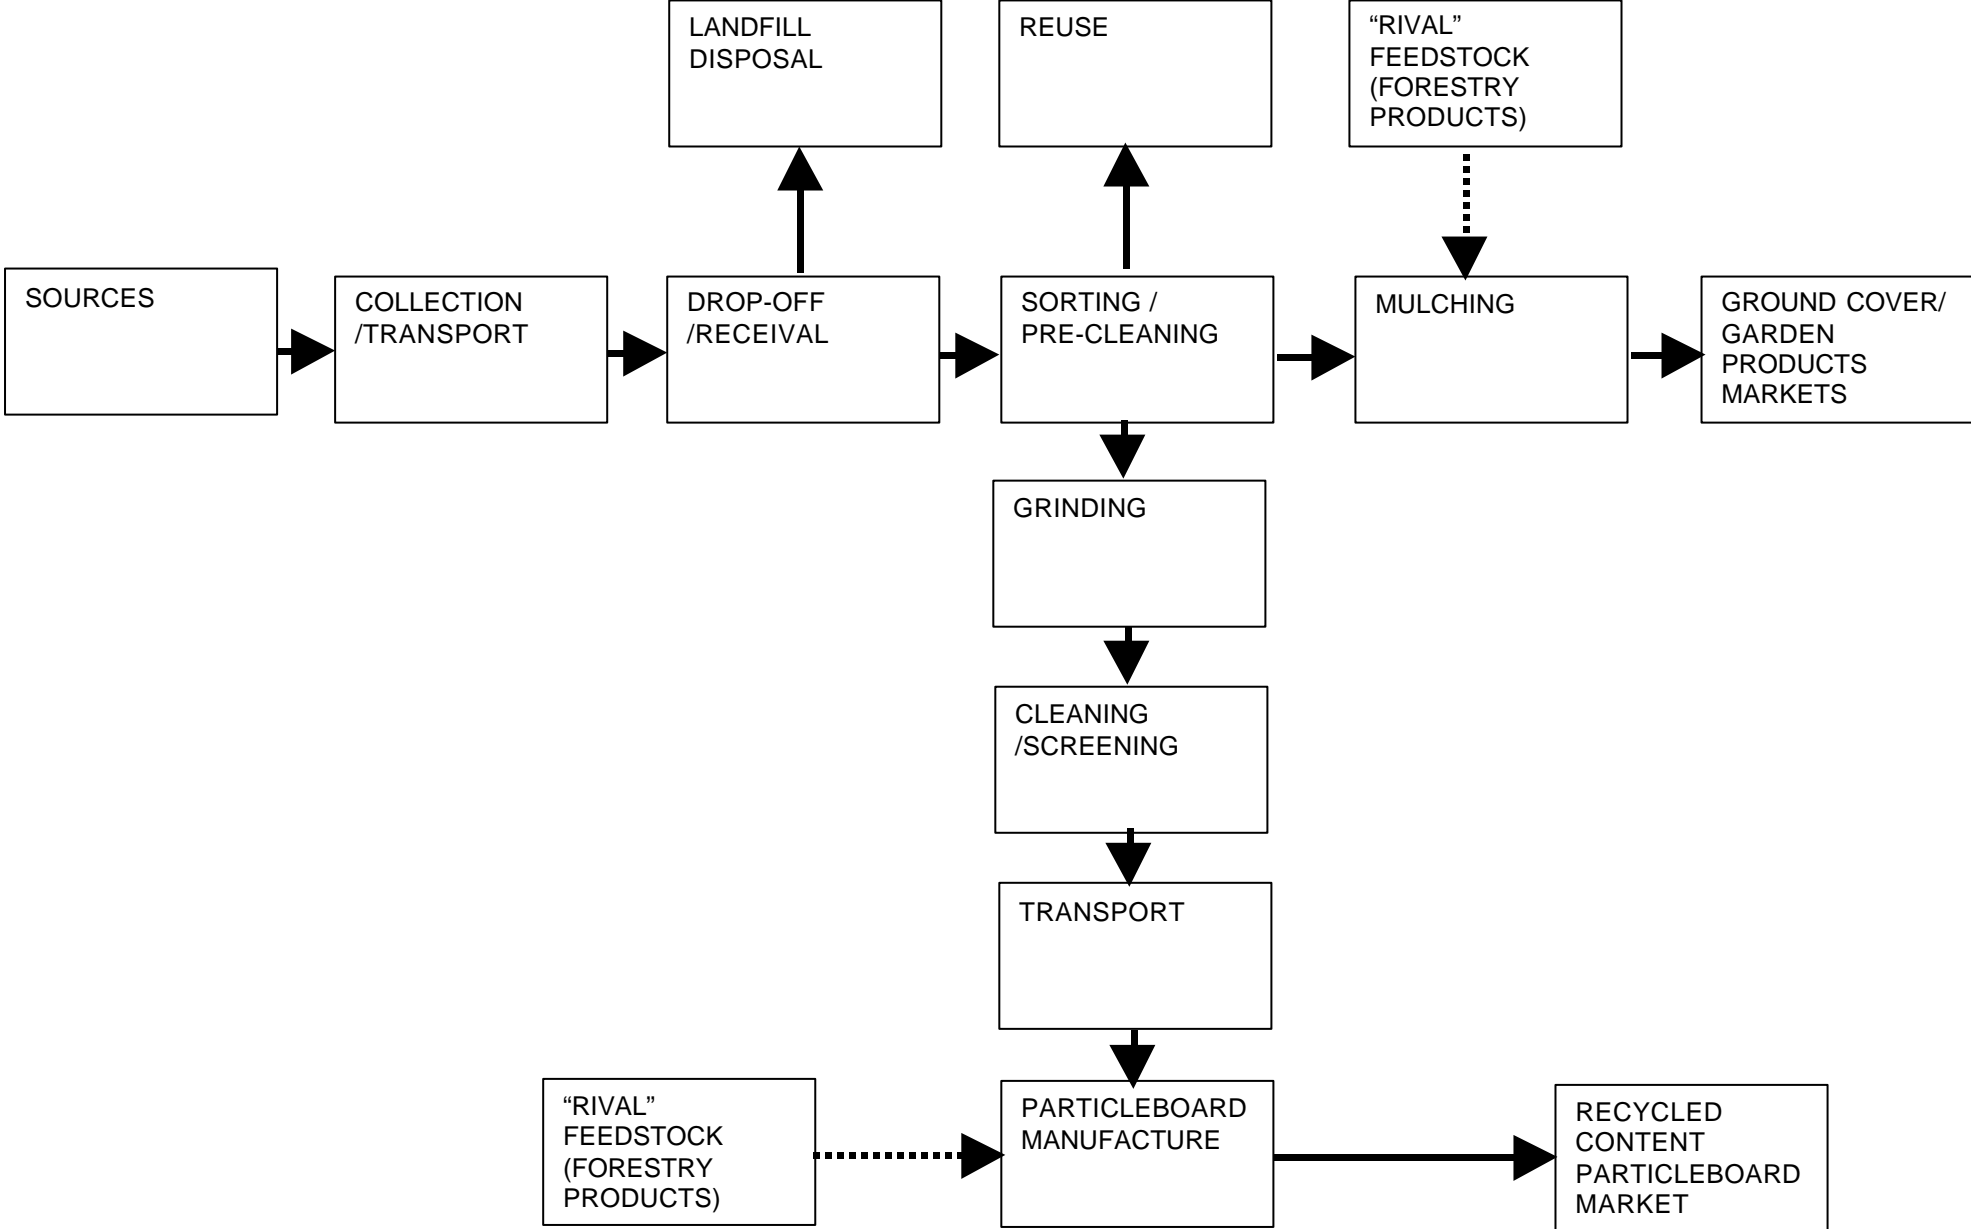 LANDFILL
DISPOSAL
REUSE
“RIVAL”
FEEDSTOCK
(FORESTRY
PRODUCTS)
SOURCES
COLLECTION
/TRANSPORT
DROP-OFF
/RECEIVAL
SORTING /
PRE-CLEANING
MULCHING
GROUND COVER/
GARDEN
PRODUCTS
MARKETS
GRINDING
CLEANING
/SCREENING
TRANSPORT
“RIVAL”
FEEDSTOCK
(FORESTRY
PRODUCTS)
PARTICLEBOARD
MANUFACTURE
RECYCLED
CONTENT
PARTICLEBOARD
MARKET